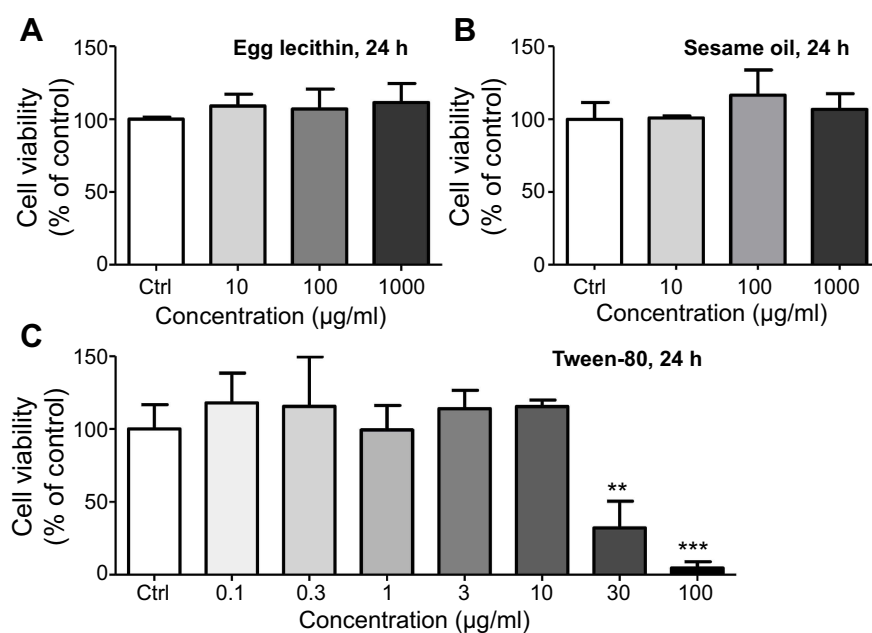 A
Egg lecithin, 24 h
Cell viability
(% of control)
150
100
50
0
Ctrl 10 100 1000
Concentration (µg/ml)
B
Sesame oil, 24 h
Cell viability
(% of control)
150
100
50
0
Ctrl 10 100 1000
Concentration (µg/ml)
C
Tween-80, 24 h
Cell viability
(% of control)
150
100
50
0
**
***
Ctrl 0.1 0.3 1 3 10 30 100
Concentration (µg/ml)